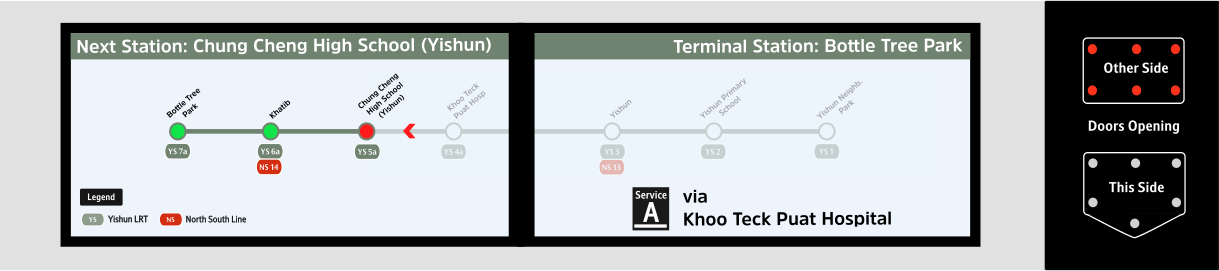 Next Station: Chung Cheng High School (Yishun)
Terminal Station: Bottle Tree Park
Bottle Tree
Park
Khatib
Chung Cheng
High School
(Yishun)
Khoo Teck
Puat Hosp
Yishun
Yishun Primary
School
Yishun Neighb.
Park
YS 7a
YS 6a
YS 5a
YS 4a
YS 3
YS 2
YS 1
NS 14
NS 13
Legend
YS Yishun LRT
NS North South Line
Service
A
via
Khoo Teck Puat Hospital
Other Side
Doors Opening
This Side